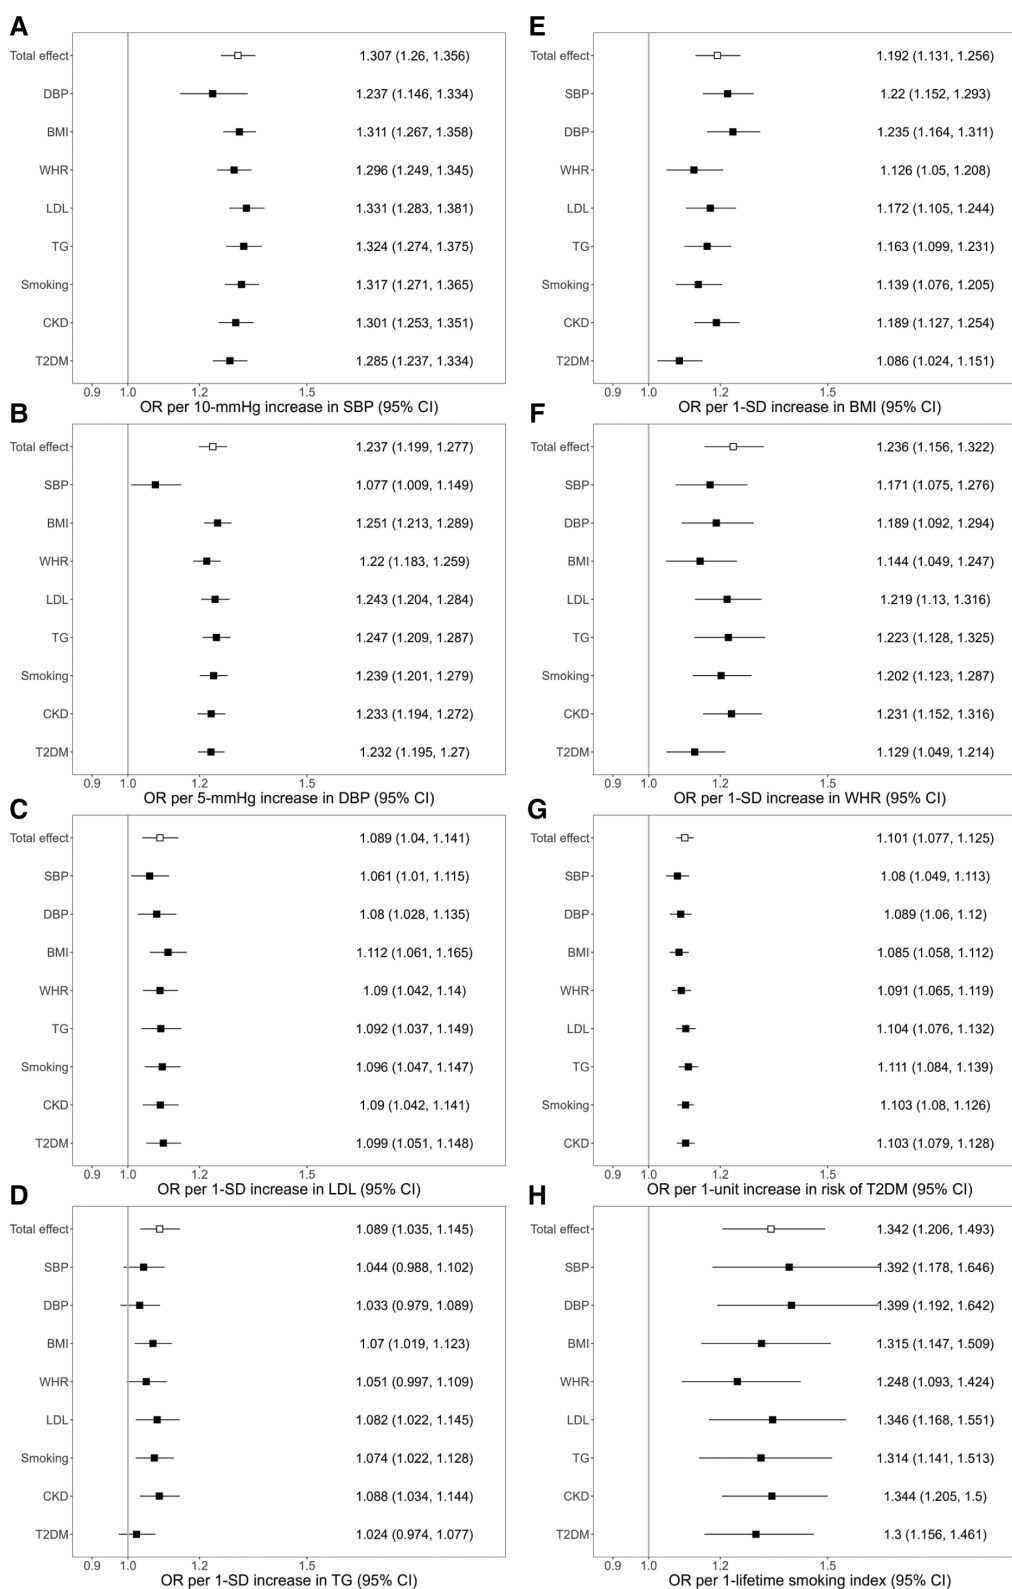 A
Total effect 1.307 (1.26, 1.356)
DBP 1.237 (1.146, 1.334)
BMI 1.311 (1.267, 1.358)
WHR 1.296 (1.249, 1.345)
LDL 1.331 (1.283, 1.381)
TG 1.324 (1.274, 1.375)
Smoking 1.317 (1.271, 1.365)
CKD 1.301 (1.253, 1.351)
T2DM 1.285 (1.237, 1.334)
0.9 1.0 1.2 1.5
OR per 10-mmHg increase in SBP (95% CI)
B
Total effect 1.237 (1.199, 1.277)
SBP 1.077 (1.009, 1.149)
BMI 1.251 (1.213, 1.289)
WHR 1.22 (1.183, 1.259)
LDL 1.243 (1.204, 1.284)
TG 1.247 (1.209, 1.287)
Smoking 1.239 (1.201, 1.279)
CKD 1.233 (1.194, 1.272)
T2DM 1.232 (1.195, 1.27)
0.9 1.0 1.2 1.5
OR per 5-mmHg increase in DBP (95% CI)
C
Total effect 1.089 (1.04, 1.141)
SBP 1.061 (1.01, 1.115)
DBP 1.08 (1.028, 1.135)
BMI 1.112 (1.061, 1.165)
WHR 1.09 (1.042, 1.14)
TG 1.092 (1.037, 1.149)
Smoking 1.096 (1.047, 1.147)
CKD 1.09 (1.042, 1.141)
T2DM 1.099 (1.051, 1.148)
0.9 1.0 1.2 1.5
OR per 1-SD increase in LDL (95% CI)
D
Total effect 1.089 (1.035, 1.145)
SBP 1.044 (0.988, 1.102)
DBP 1.033 (0.979, 1.089)
BMI 1.07 (1.019, 1.123)
WHR 1.051 (0.997, 1.109)
LDL 1.082 (1.022, 1.145)
Smoking 1.074 (1.022, 1.128)
CKD 1.088 (1.034, 1.144)
T2DM 1.024 (0.974, 1.077)
0.9 1.0 1.2 1.5
OR per 1-SD increase in TG (95% CI)
E
Total effect 1.192 (1.131, 1.256)
SBP 1.22 (1.152, 1.293)
DBP 1.235 (1.164, 1.311)
WHR 1.126 (1.05, 1.208)
LDL 1.172 (1.105, 1.244)
TG 1.163 (1.099, 1.231)
Smoking 1.139 (1.076, 1.205)
CKD 1.189 (1.127, 1.254)
T2DM 1.086 (1.024, 1.151)
0.9 1.0 1.2 1.5
OR per 1-SD increase in BMI (95% CI)
F
Total effect 1.236 (1.156, 1.322)
SBP 1.171 (1.075, 1.276)
DBP 1.189 (1.092, 1.294)
BMI 1.144 (1.049, 1.247)
LDL 1.219 (1.13, 1.316)
TG 1.223 (1.128, 1.325)
Smoking 1.202 (1.123, 1.287)
CKD 1.231 (1.152, 1.316)
T2DM 1.129 (1.049, 1.214)
0.9 1.0 1.2 1.5
OR per 1-SD increase in WHR (95% CI)
G
Total effect 1.101 (1.077, 1.125)
SBP 1.08 (1.049, 1.113)
DBP 1.089 (1.06, 1.12)
BMI 1.085 (1.058, 1.112)
WHR 1.091 (1.065, 1.119)
LDL 1.104 (1.076, 1.132)
TG 1.111 (1.084, 1.139)
Smoking 1.103 (1.08, 1.126)
CKD 1.103 (1.079, 1.128)
0.9 1.0 1.2 1.5
OR per 1-unit increase in risk of T2DM (95% CI)
H
Total effect 1.342 (1.206, 1.493)
SBP 1.392 (1.178, 1.646)
DBP 1.399 (1.192, 1.642)
BMI 1.315 (1.147, 1.509)
WHR 1.248 (1.093, 1.424)
LDL 1.346 (1.168, 1.551)
TG 1.314 (1.141, 1.513)
CKD 1.344 (1.205, 1.5)
T2DM 1.3 (1.156, 1.461)
0.9 1.0 1.2 1.5
OR per 1-lifetime smoking index (95% CI)